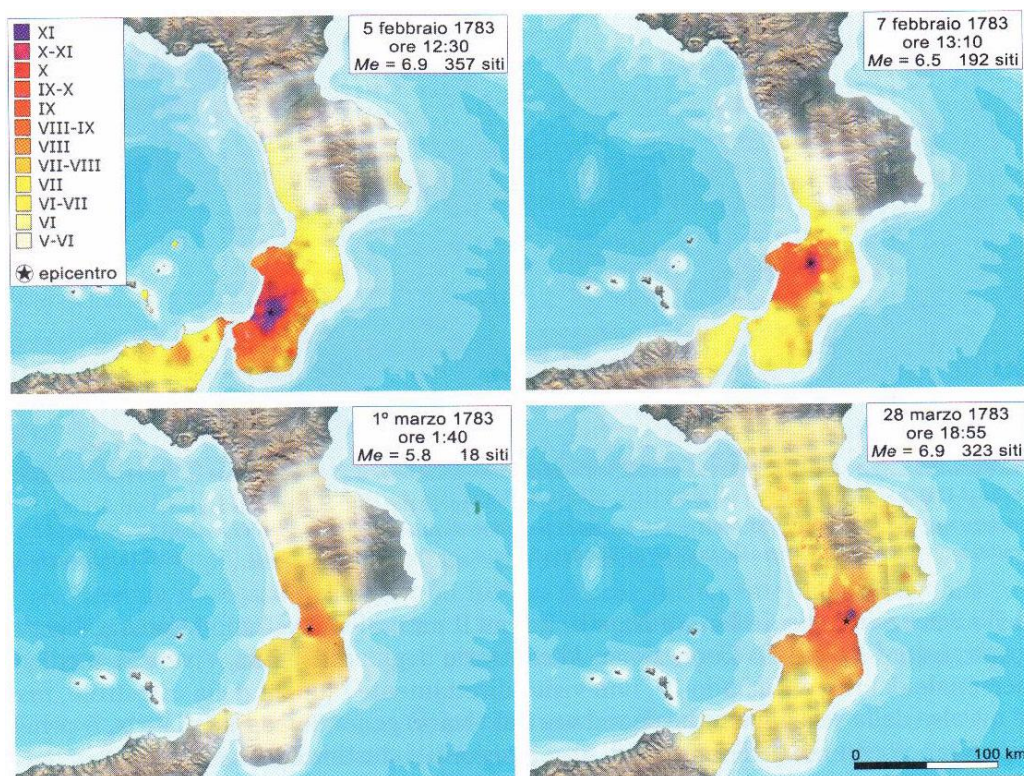 XI
X-XI
X
IX-X
IX
VIII-IX
VIII
VII-VIII
VII
VI-VII
VI
V-VI
epicentro
5 febbraio 1783
ore 12:30
Me = 6.9 357 siti
7 febbraio 1783
ore 13:10
Me = 6.5 192 siti
1º marzo 1783
ore 1:40
Me = 5.8 18 siti
28 marzo 1783
ore 18:55
Me = 6.9 323 siti
0 100 km